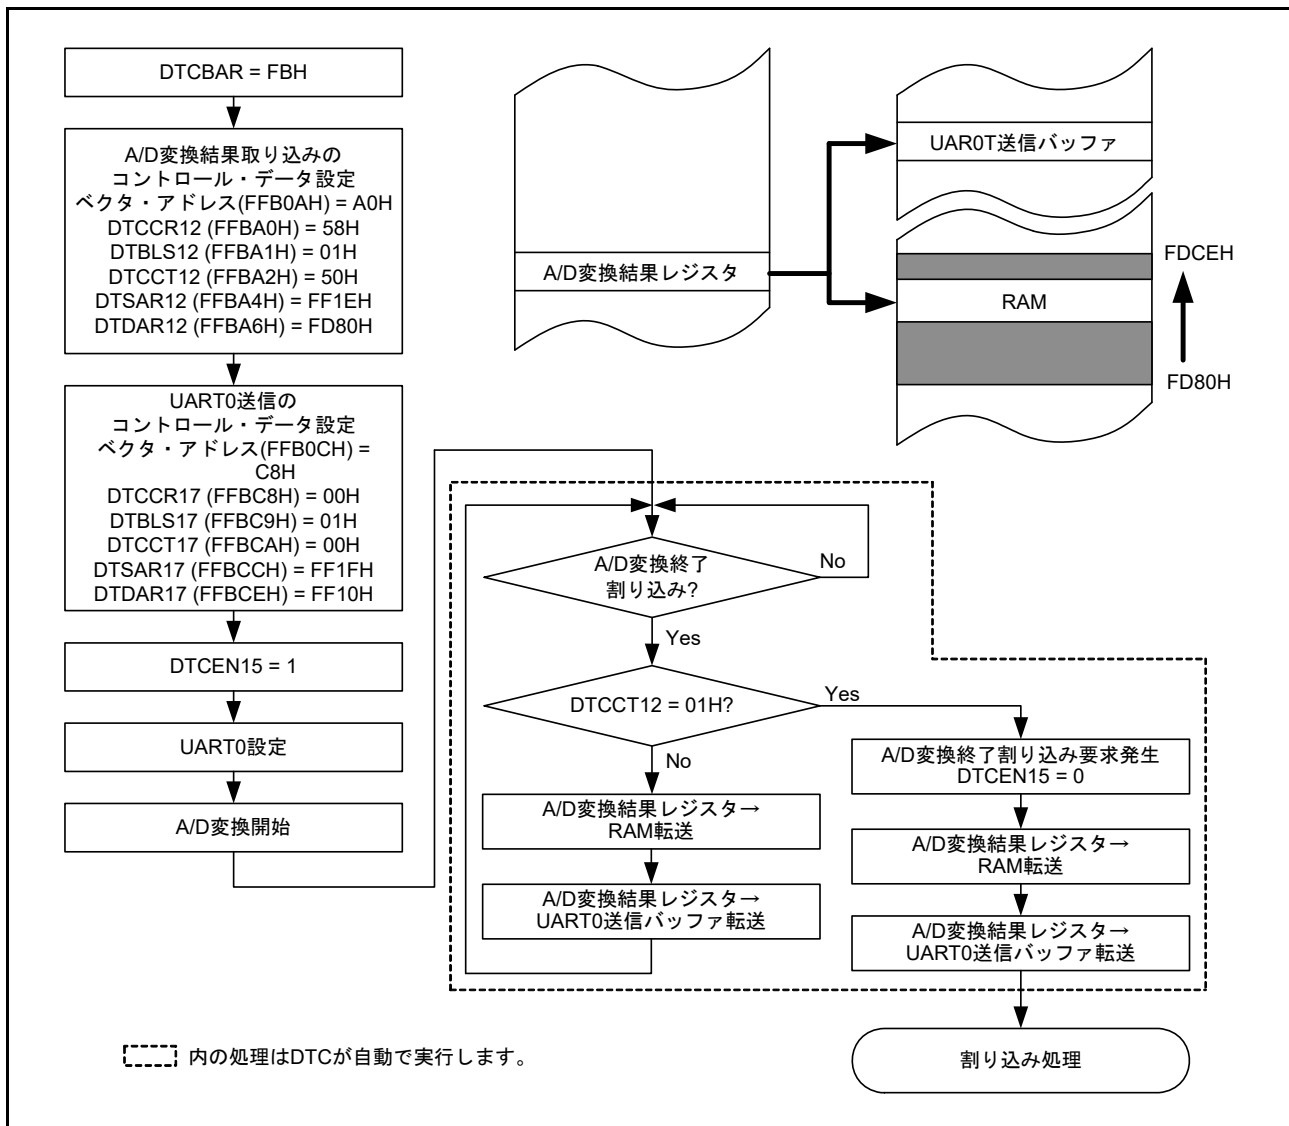 DTCBAR = FBH
A/D変換結果取り込みの
コントロール・データ設定
ベクタ・アドレス(FFB0AH) = A0H
DTCCR12 (FFBA0H) = 58H
DTBLS12 (FFBA1H) = 01H
DTCCT12 (FFBA2H) = 50H
DTSAR12 (FFBA4H) = FF1EH
DTDAR12 (FFBA6H) = FD80H
UART0送信の
コントロール・データ設定
ベクタ・アドレス(FFB0CH) =
C8H
DTCCR17 (FFBC8H) = 00H
DTBLS17 (FFBC9H) = 01H
DTCCT17 (FFBCAH) = 00H
DTSAR17 (FFBCCH) = FF1FH
DTDAR17 (FFBCEH) = FF10H
DTCEN15 = 1
UART0設定
A/D変換開始
A/D変換結果レジスタ
UAR0T送信バッファ
FDCEH
RAM
FD80H
A/D変換終了
割り込み?
No
Yes
DTCCT12 = 01H?
Yes
No
A/D変換結果レジスタ→
RAM転送
A/D変換結果レジスタ→
UART0送信バッファ転送
A/D変換終了割り込み要求発生
DTCEN15 = 0
A/D変換結果レジスタ→
RAM転送
A/D変換結果レジスタ→
UART0送信バッファ転送
割り込み処理
内の処理はDTCが自動で実行します。